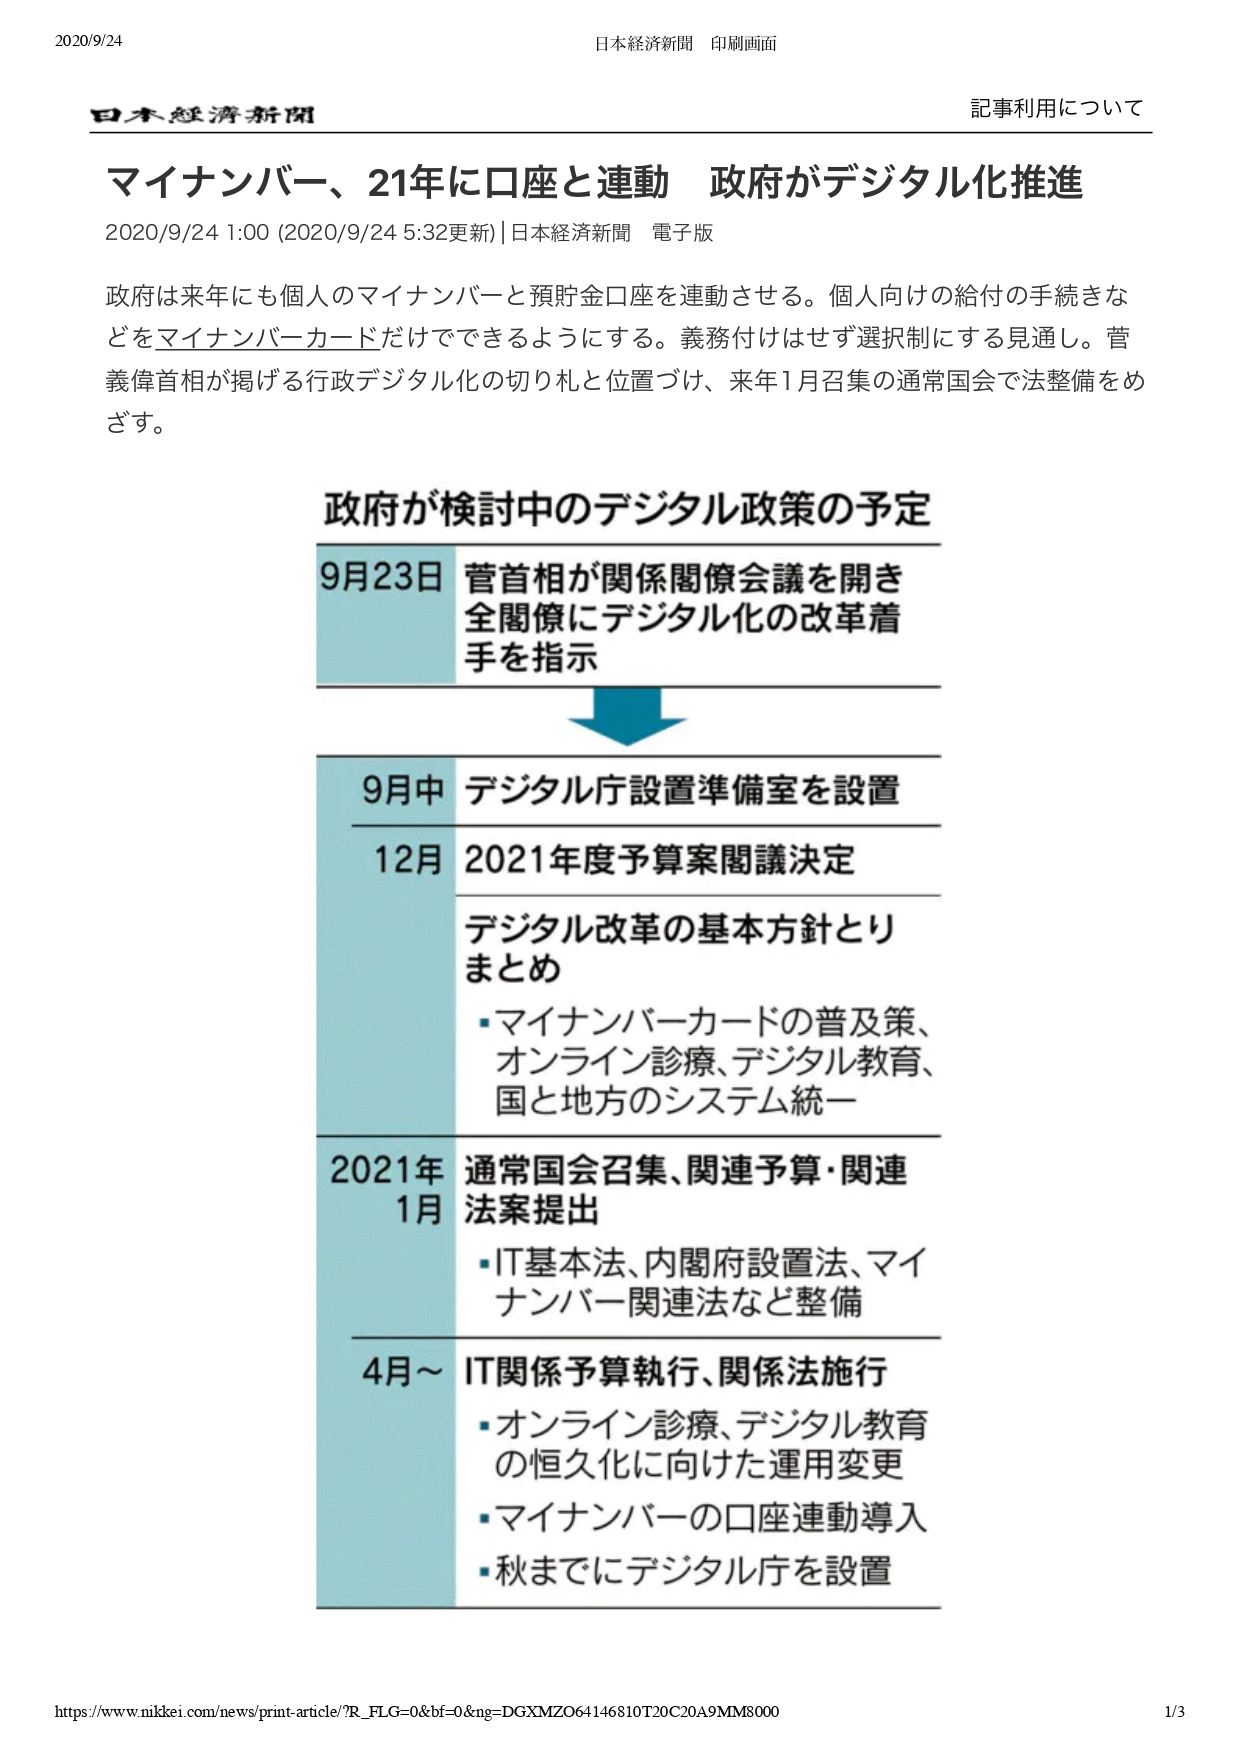 2020/9/24
日本経済新聞　印刷画面
日本経済新聞
記事利用について
マイナンバー、21年に口座と連動　政府がデジタル化推進
2020/9/24 1:00 (2020/9/24 5:32更新) | 日本経済新聞　電子版
政府は来年にも個人のマイナンバーと預貯金口座を連動させる。個人向けの給付の手続きな
どをマイナンバーカードだけでできるようにする。義務付けはせず選択制にする見通し。菅
義偉首相が掲げる行政デジタル化の切り札と位置づけ、来年1月召集の通常国会で法整備をめ
ざす。
政府が検討中のデジタル政策の予定
9月23日 菅首相が関係閣僚会議を開き
全閣僚にデジタル化の改革着
手を指示
9月中 デジタル庁設置準備室を設置
12月 2021年度予算案閣議決定
デジタル改革の基本方針とり
まとめ
▪マイナンバーカードの普及策、
オンライン診療、デジタル教育、
国と地方のシステム統一
2021年 通常国会召集、関連予算・関連
1月 法案提出
▪IT基本法、内閣府設置法、マイ
ナンバー関連法など整備
4月～ IT関係予算執行、関係法施行
▪オンライン診療、デジタル教育
の恒久化に向けた運用変更
▪マイナンバーの口座連動導入
▪秋までにデジタル庁を設置
https://www.nikkei.com/news/print-article/?R_FLG=0&bf=0&ng=DGXMZO64146810T20C20A9MM8000
1/3